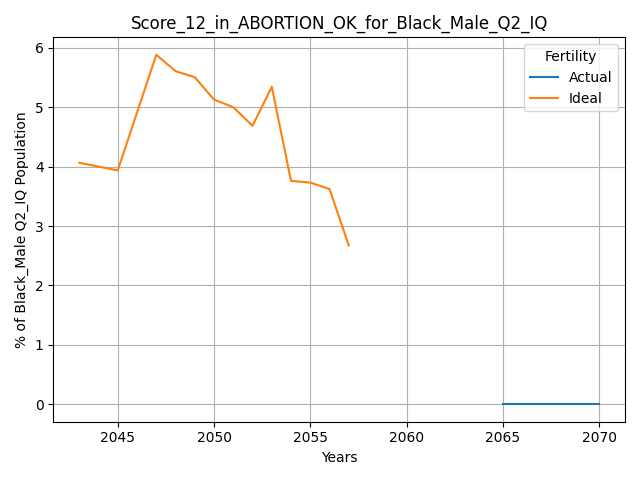 Score_12_in_ABORTION_OK_for_Black_Male_Q2_IQ
Fertility
Actual
Ideal
% of Black_Male Q2_IQ Population
6
5
4
3
2
1
0
2045 2050 2055 2060 2065 2070
Years